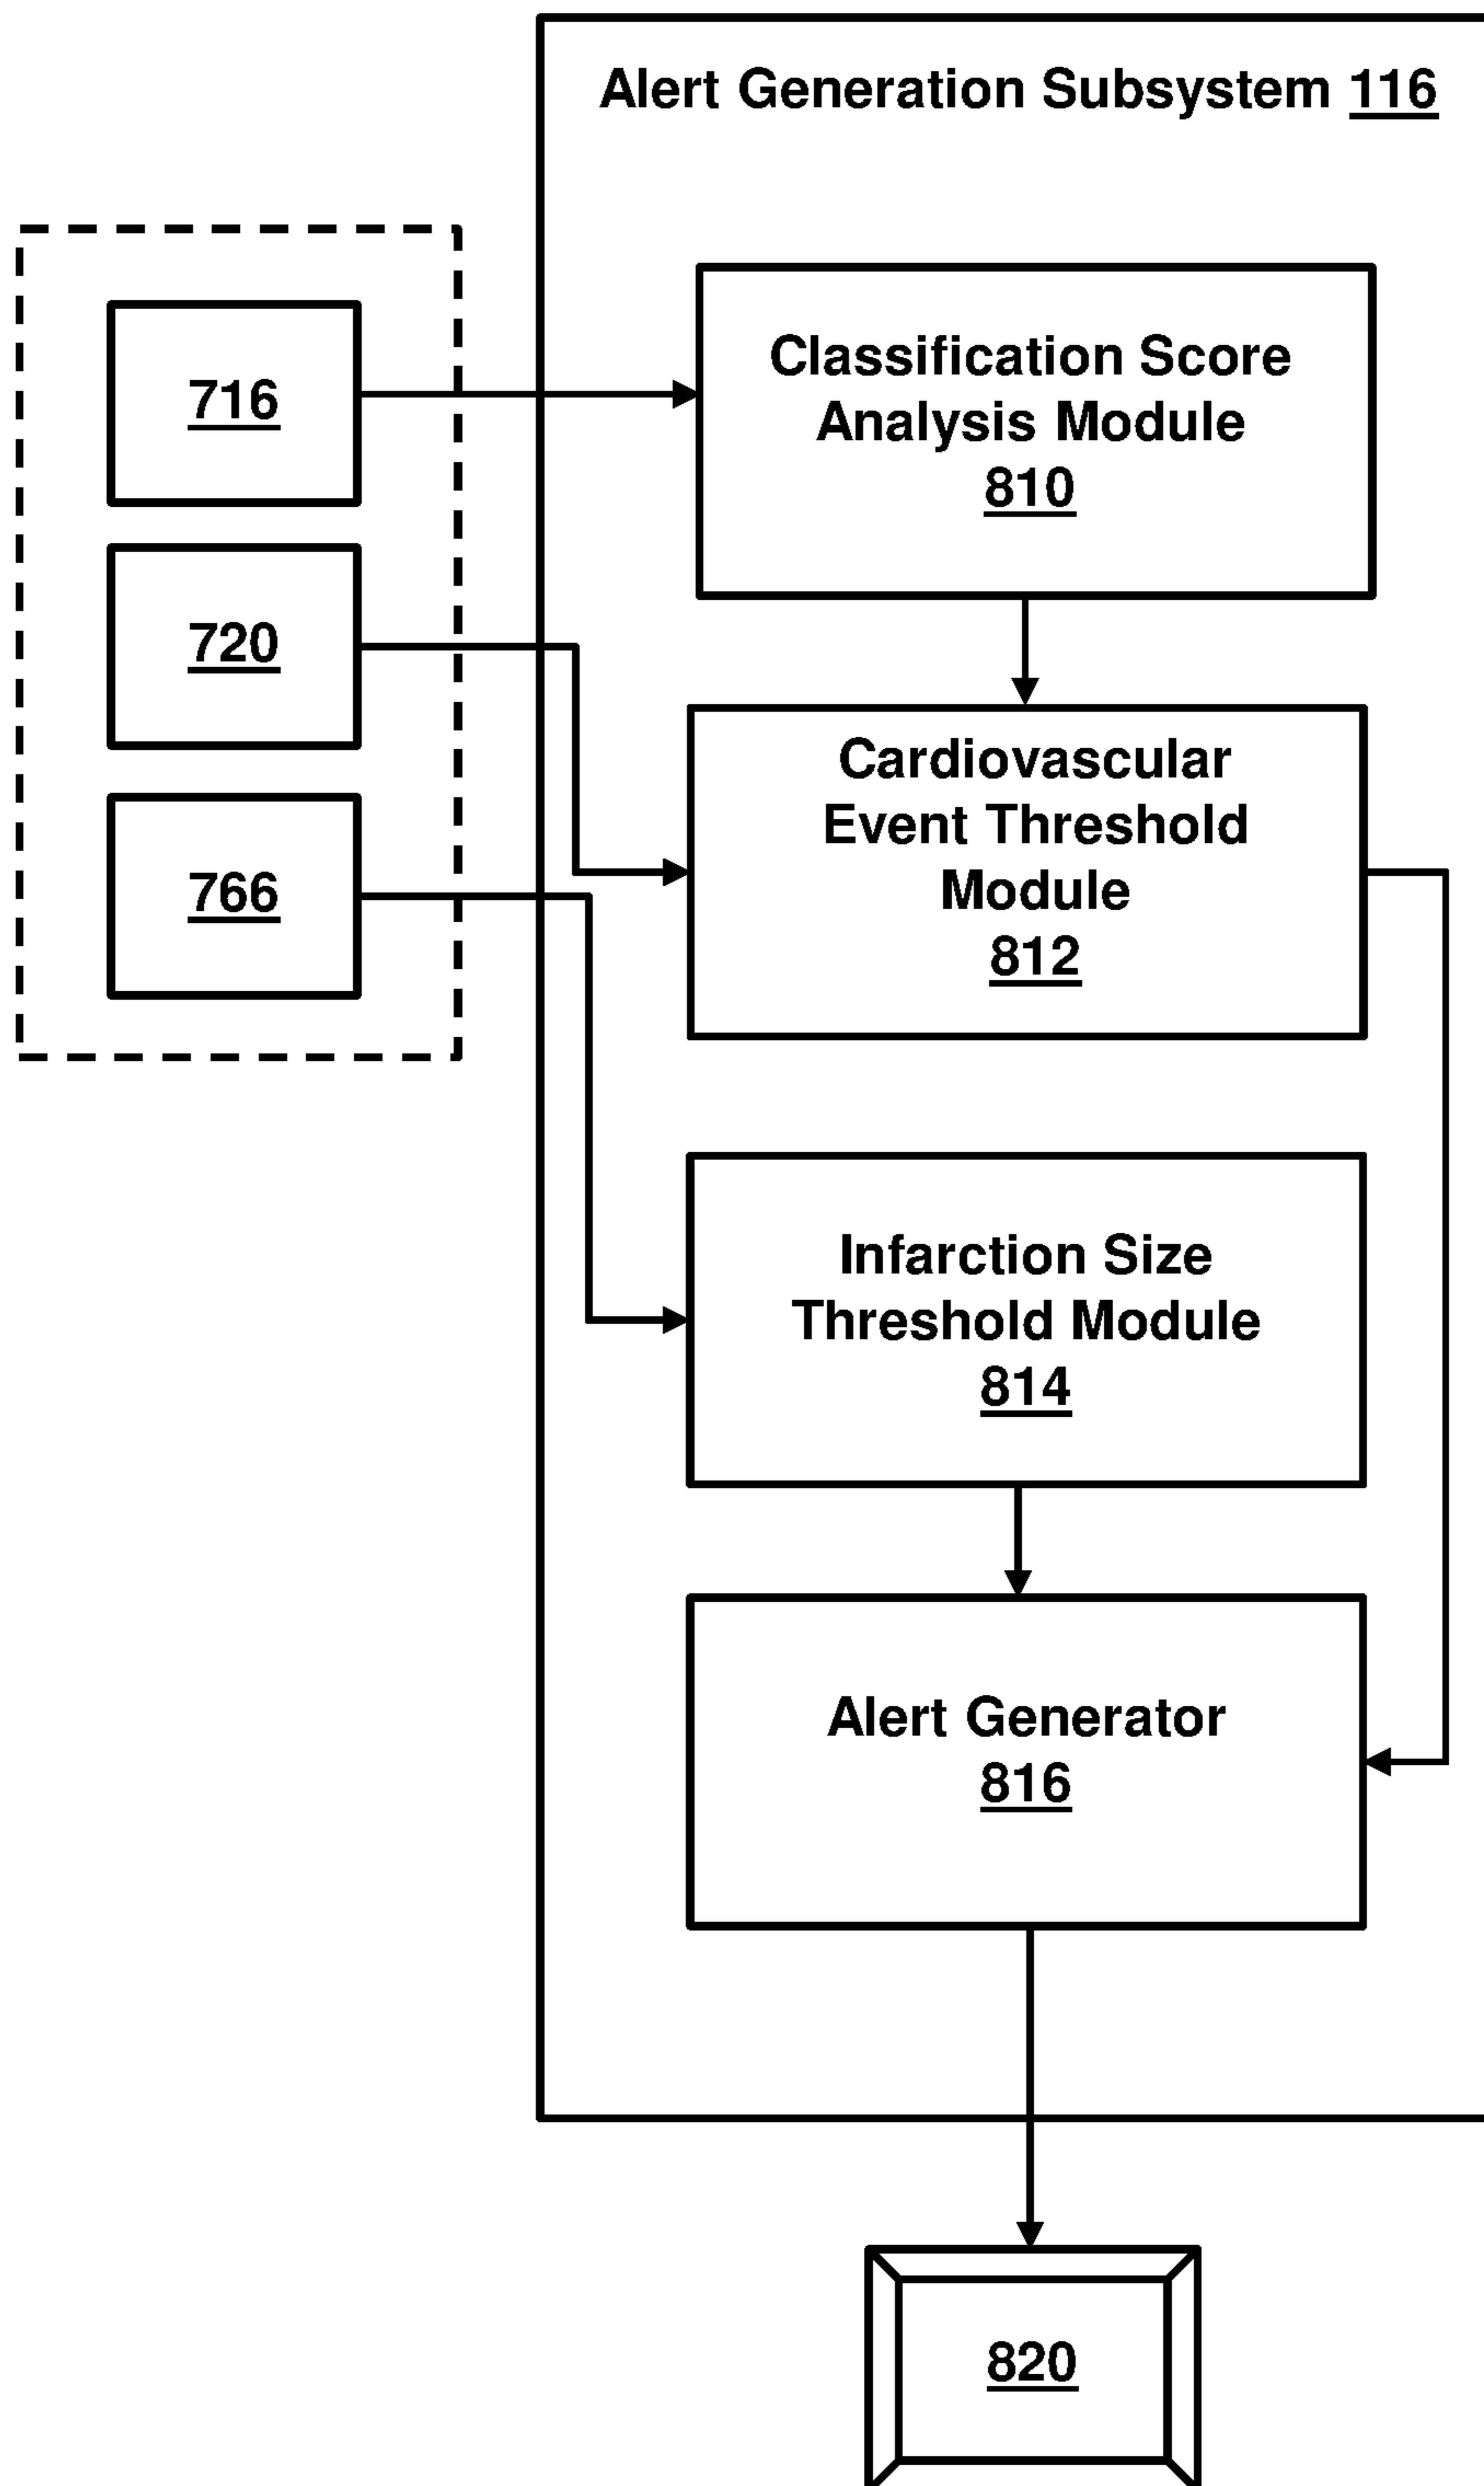 Alert Generation Subsystem 116
716
720
766
Classification Score
Analysis Module
810
Cardiovascular
Event Threshold
Module
812
Infarction Size
Threshold Module
814
Alert Generator
816
820